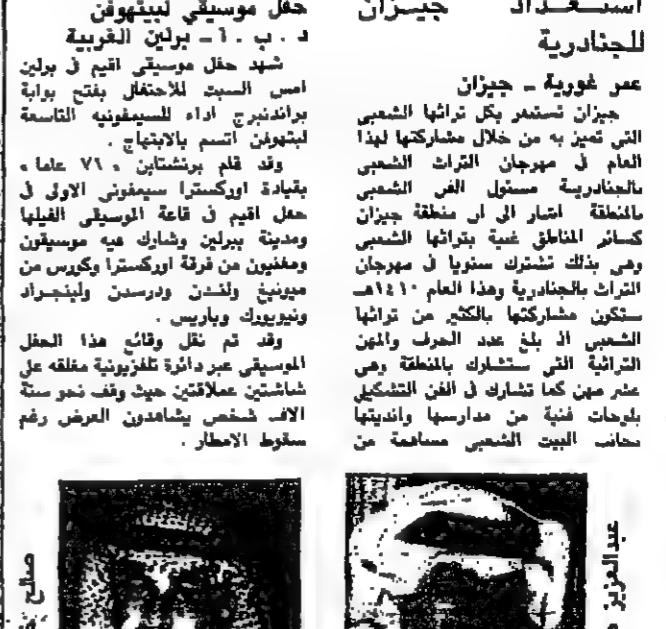 استعداد جيزان
للجنادرية
عمر غورية ـ جيزان
جيزان تستمر بكل تراثها الشعبي
التي تميز به من خلال مشاركتها لهذا
العام في مهرجان التراث الشعبي
بالجنادرية مسئول الفن الشعبي
بالمنطقة اشار الى ان منطقة جيزان
كسائر المناطق غنية بتراثها الشعبي
وهي بذلك تشترك سنويا في مهرجان
التراث بالجنادرية وهذا العام ١٤١٠هـ
ستكون مشاركتها بالكثير من تراثها
الشعبي اذ بلغ عدد الحرف والمهن
التراثية التي ستشارك بالمنطقة وهي
عشر مهن كما تشارك في الفن التشكيلي
بلوحات فنية من مدارسها وانديتها
بجانب البيت الشعبي مساهمة من
عبدالعزيز
حفل موسيقي لبيتهوفن
د . ب . أ ـ برلين الغربية
شهد حفل موسيقى اقيم في برلين
امس السبت للأحتفال بفتح بوابة
براندنبرج اداء للسيمفونيه التاسعة
لبتهوفن اتسم بالابتهاج .
وقد قام برنشتاين « ٧١ عاما »
بقيادة اوركسترا سيمفوني الاولى في
حفل اقيم في قاعة الموسيقى الفيلها
ومدينة ببرلين وشارك فيه موسيقون
ومغنيون من فرقة اوركسترا وكورس من
ميونيغ ولندن ودرسدن ولينجراد
ونيويورك وباريس .
وقد تم نقل وقائع هذا الحفل
الموسيقي عبر دائرة تلفزيونية مغلقه على
شاشتين عملاقتين حيث وقف نحو ستة
الاف شخص يشاهدون العرض رغم
سقوط الامطار .
صالح